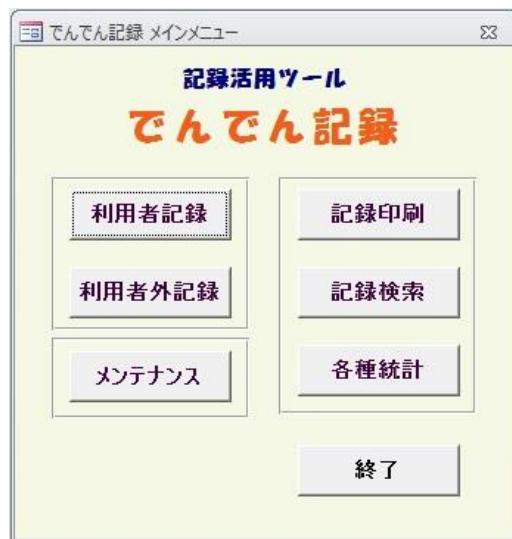 でんでん記録 メインメニュー
記録活用ツール
でんでん記録
利用者記録
利用者外記録
メンテナンス
記録印刷
記録検索
各種統計
終了